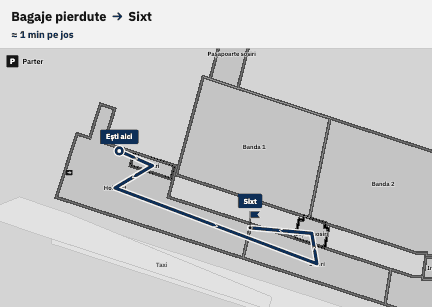 Bagaje pierdute → Sixt
≈ 1 min pe jos
P Parter
Pașapoarte sosiri
Ești aici
Banda 1
Banda 2
Sixt
Taxi